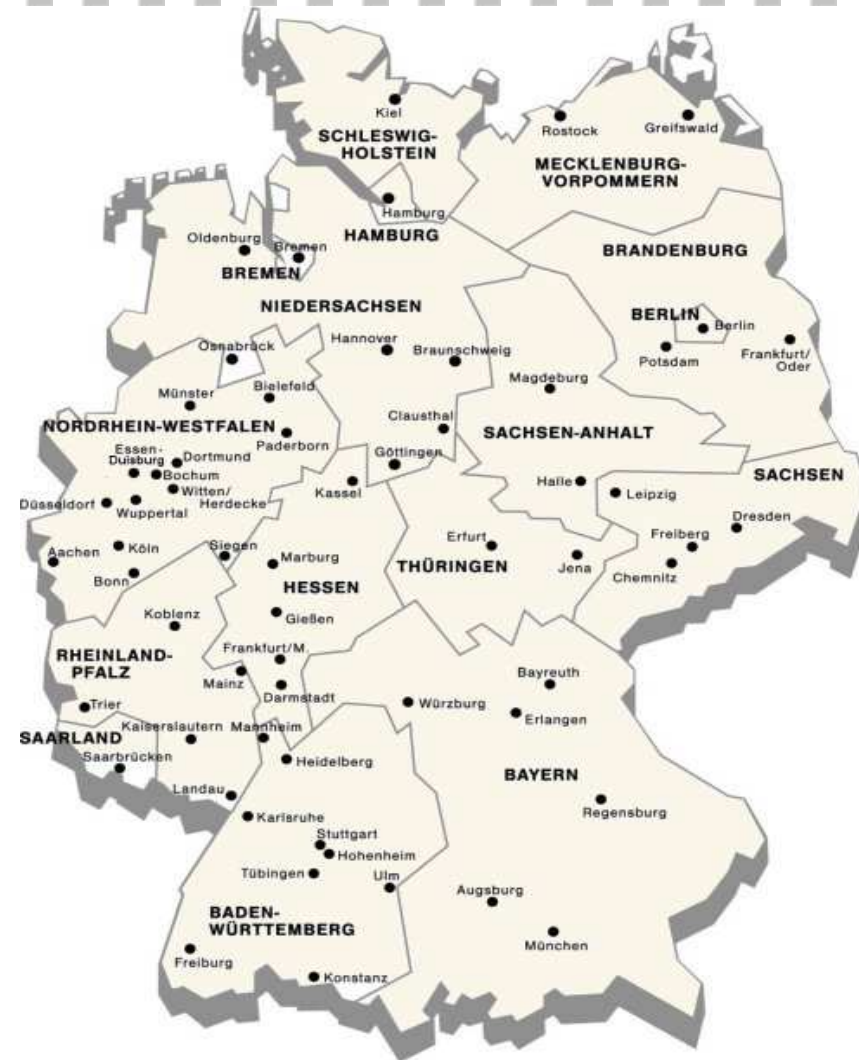 Kiel
SCHLESWIG-
HOLSTEIN
Rostock
Greifswald
MECKLENBURG-
VORPOMMERN
Hamburg
HAMBURG
Oldenburg
Bremen
BREMEN
BRANDENBURG
NIEDERSACHSEN
BERLIN
Berlin
Hannover
Braunschweig
Potsdam
Frankfurt/
Oder
Osnabrück
Magdeburg
Münster
Bielefeld
NORDRHEIN-WESTFALEN
Clausthal
SACHSEN-ANHALT
Paderborn
Essen-
Duisburg
Dortmund
Bochum
Göttingen
Witten/
Herdecke
Kassel
Halle
Leipzig
SACHSEN
Düsseldorf
Wuppertal
Dresden
Freiberg
Chemnitz
Aachen
Köln
Siegen
Marburg
Erfurt
THÜRINGEN
Jena
Bonn
HESSEN
Koblenz
Gießen
RHEINLAND-
PFALZ
Frankfurt/M.
Mainz
Darmstadt
Bayreuth
Trier
Würzburg
Erlangen
SAARLAND
Kaiserslautern
Mannheim
Saarbrücken
Heidelberg
BAYERN
Landau
Regensburg
Karlsruhe
Stuttgart
Hohenheim
Tübingen
Ulm
Augsburg
BADEN-
WÜRTTEMBERG
München
Freiburg
Konstanz